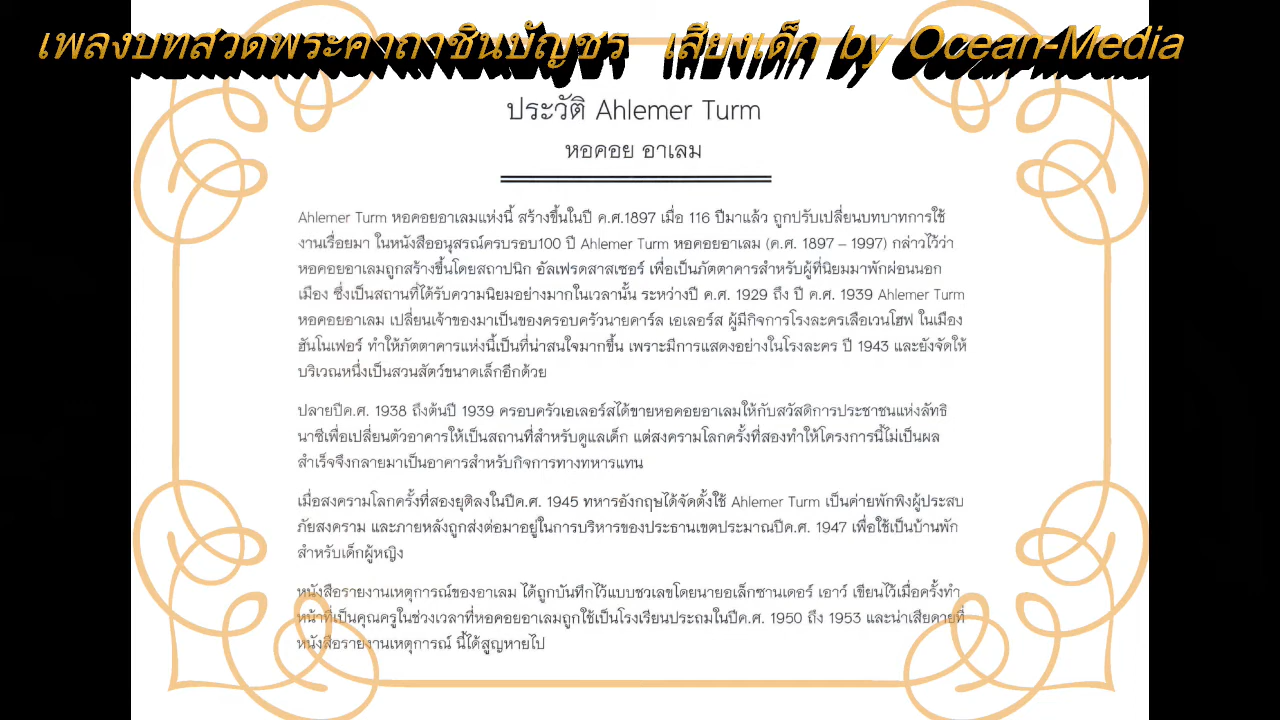 เพลงบทสวดพระคาถาชินบัญชร เสียงเด็ก by Ocean-Media
ประวัติ Ahlemer Turm
หอคอย อาเลม
Ahlemer Turm หอคอยอาเลมแห่งนี้ สร้างขึ้นในปี ค.ศ.1897 เมื่อ 116 ปีมาแล้ว ถูกปรับเปลี่ยนบทบาทการใช้
งานเรื่อยมา ในหนังสืออนุสรณ์ครบรอบ100 ปี Ahlemer Turm หอคอยอาเลม (ค.ศ. 1897 – 1997) กล่าวไว้ว่า
หอคอยอาเลมถูกสร้างขึ้นโดยสถาปนิก อัลเฟรดสาสเซอร์ เพื่อเป็นภัตตาคารสำหรับผู้ที่นิยมมาพักผ่อนนอก
เมือง ซึ่งเป็นสถานที่ได้รับความนิยมอย่างมากในเวลานั้น ระหว่างปี ค.ศ. 1929 ถึง ปี ค.ศ. 1939 Ahlemer Turm
หอคอยอาเลม เปลี่ยนเจ้าของมาเป็นของครอบครัวนายคาร์ล เอเลอร์ส ผู้มีกิจการโรงละครเลือเวนโฮฟ ในเมือง
ฮันโนเฟอร์ ทำให้ภัตตาคารแห่งนี้เป็นที่น่าสนใจมากขึ้น เพราะมีการแสดงอย่างในโรงละคร ปี 1943 และยังจัดให้
บริเวณหนึ่งเป็นสวนสัตว์ขนาดเล็กอีกด้วย
ปลายปีค.ศ. 1938 ถึงต้นปี 1939 ครอบครัวเอเลอร์สได้ขายหอคอยอาเลมให้กับสวัสดิการประชาชนแห่งลัทธิ
นาซีเพื่อเปลี่ยนตัวอาคารให้เป็นสถานที่สำหรับดูแลเด็ก แต่สงครามโลกครั้งที่สองทำให้โครงการนี้ไม่เป็นผล
สำเร็จจึงกลายมาเป็นอาคารสำหรับกิจการทางทหารแทน
เมื่อสงครามโลกครั้งที่สองยุติลงในปีค.ศ. 1945 ทหารอังกฤษได้จัดตั้งใช้ Ahlemer Turm เป็นค่ายพักพิงผู้ประสบ
ภัยสงคราม และภายหลังถูกส่งต่อมาอยู่ในการบริหารของประธานเขตประมาณปีค.ศ. 1947 เพื่อใช้เป็นบ้านพัก
สำหรับเด็กผู้หญิง
หนังสือรายงานเหตุการณ์ของอาเลม ได้ถูกบันทึกไว้แบบชวเลขโดยนายอเล็กซานเดอร์ เอาว์ เขียนไว้เมื่อครั้งทำ
หน้าที่เป็นคุณครูในช่วงเวลาที่หอคอยอาเลมถูกใช้เป็นโรงเรียนประถมในปีค.ศ. 1950 ถึง 1953 และน่าเสียดายที่
หนังสือรายงานเหตุการณ์ นี้ได้สูญหายไป